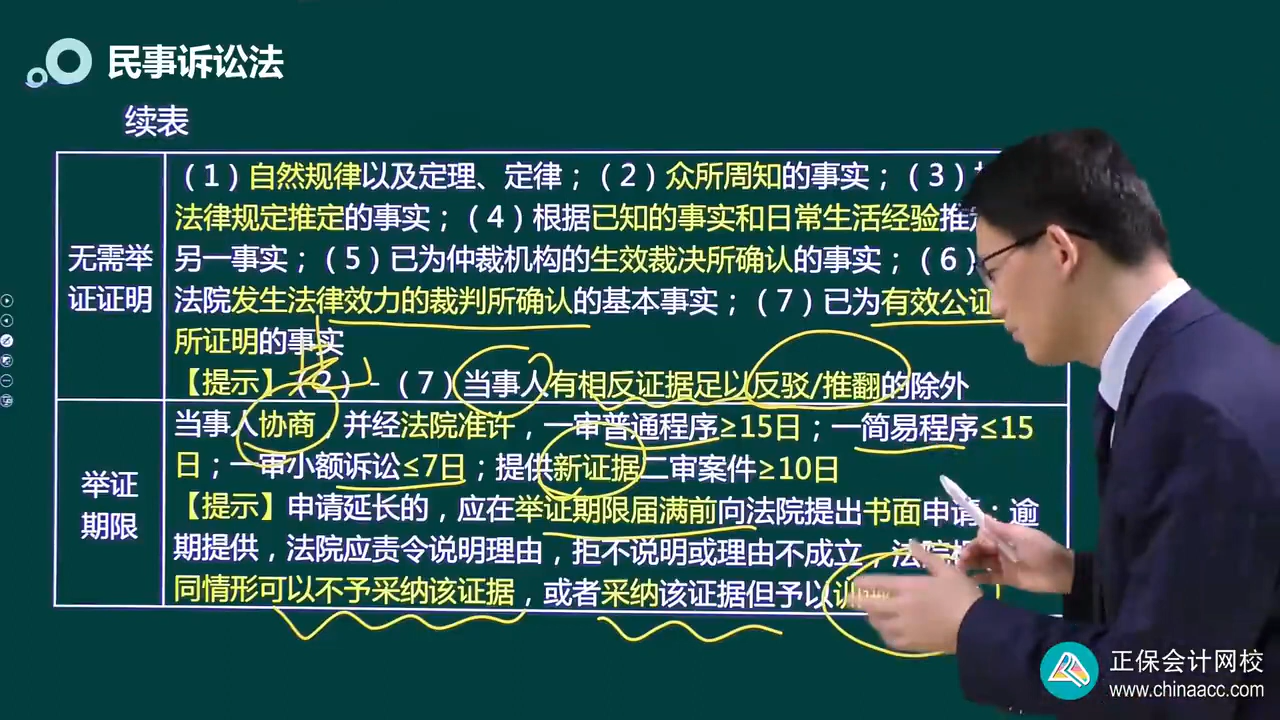 民事诉讼法
续表
无需举
证证明
（1）自然规律以及定理、定律；（2）众所周知的事实；（3）
法律规定推定的事实；（4）根据已知的事实和日常生活经验推
另一事实；（5）已为仲裁机构的生效裁决所确认的事实；（6）
法院发生法律效力的裁判所确认的基本事实；（7）已为有效公证
所证明的事实
【提示】（2）-（7）当事人有相反证据足以反驳/推翻的除外
举证
期限
当事人协商，并经法院准许，一审普通程序≥15日；一简易程序≤15
日；一审小额诉讼≤7日；提供新证据二审案件≥10日
【提示】申请延长的，应在举证期限届满前向法院提出书面申请；逾
期提供，法院应责令说明理由，拒不说明或理由不成立，法院
同情形可以不予采纳该证据，或者采纳该证据但予以训
正保会计网校
www.chinaacc.com